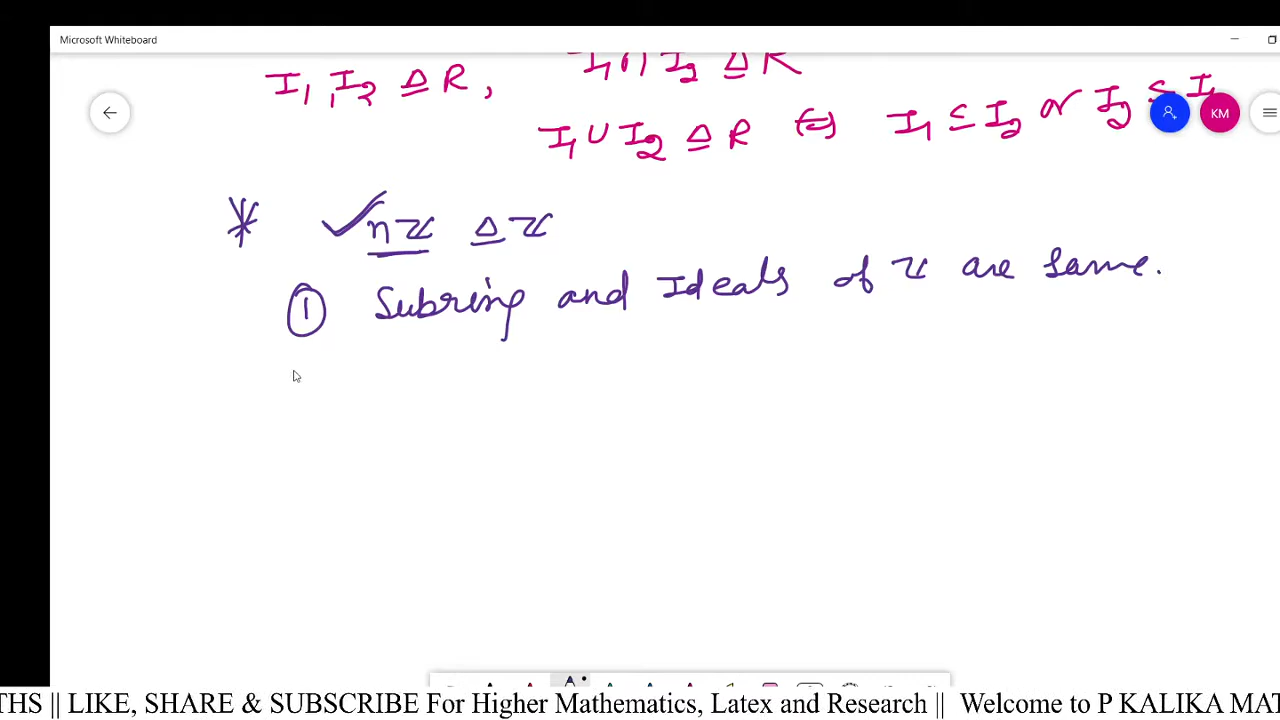 Microsoft Whiteboard
I₁, I₂ ⊴ R, I₁ ∩ I₂ ⊴ R
I₁ ∪ I₂ ⊴ R ⇔ I₁ ⊆ I₂ or I₂ ⊆ I₁
KM
* ✓ nℤ ⊴ ℤ
① Subring and Ideals of ℤ are same.
THS || LIKE, SHARE & SUBSCRIBE For Higher Mathematics, Latex and Research || Welcome to P KALIKA MAT